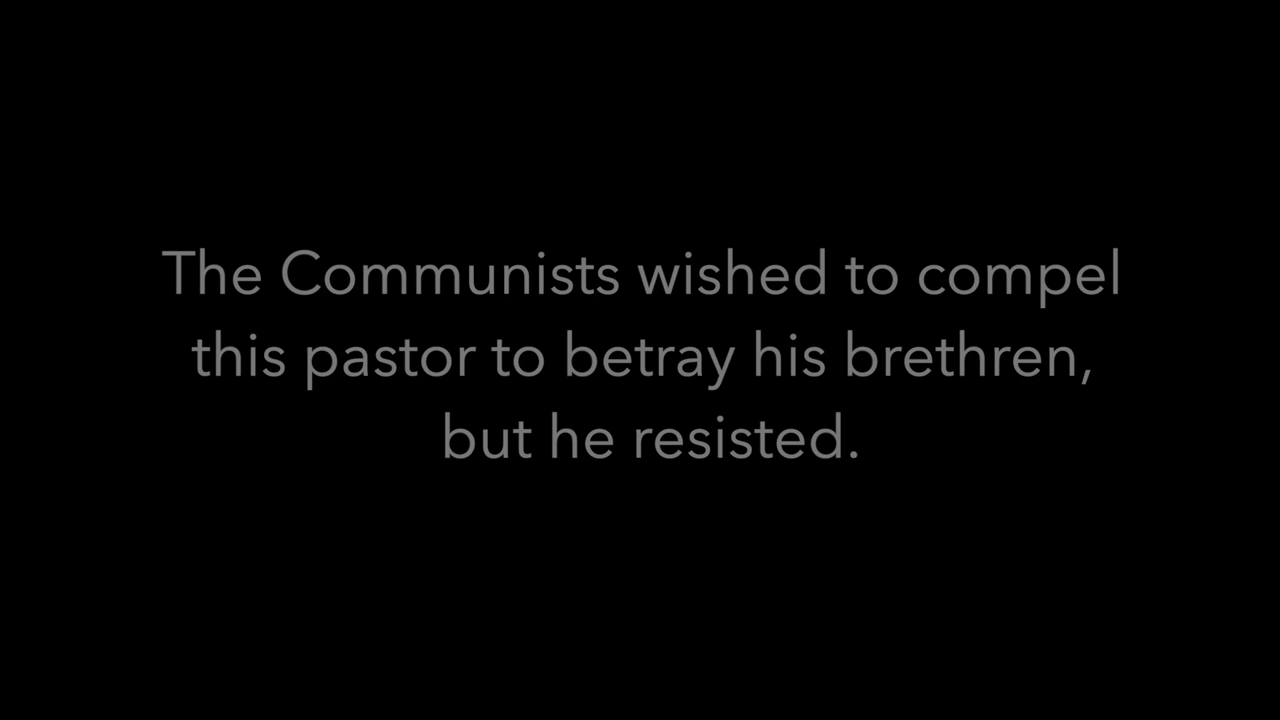 The Communists wished to compel
this pastor to betray his brethren,
but he resisted.